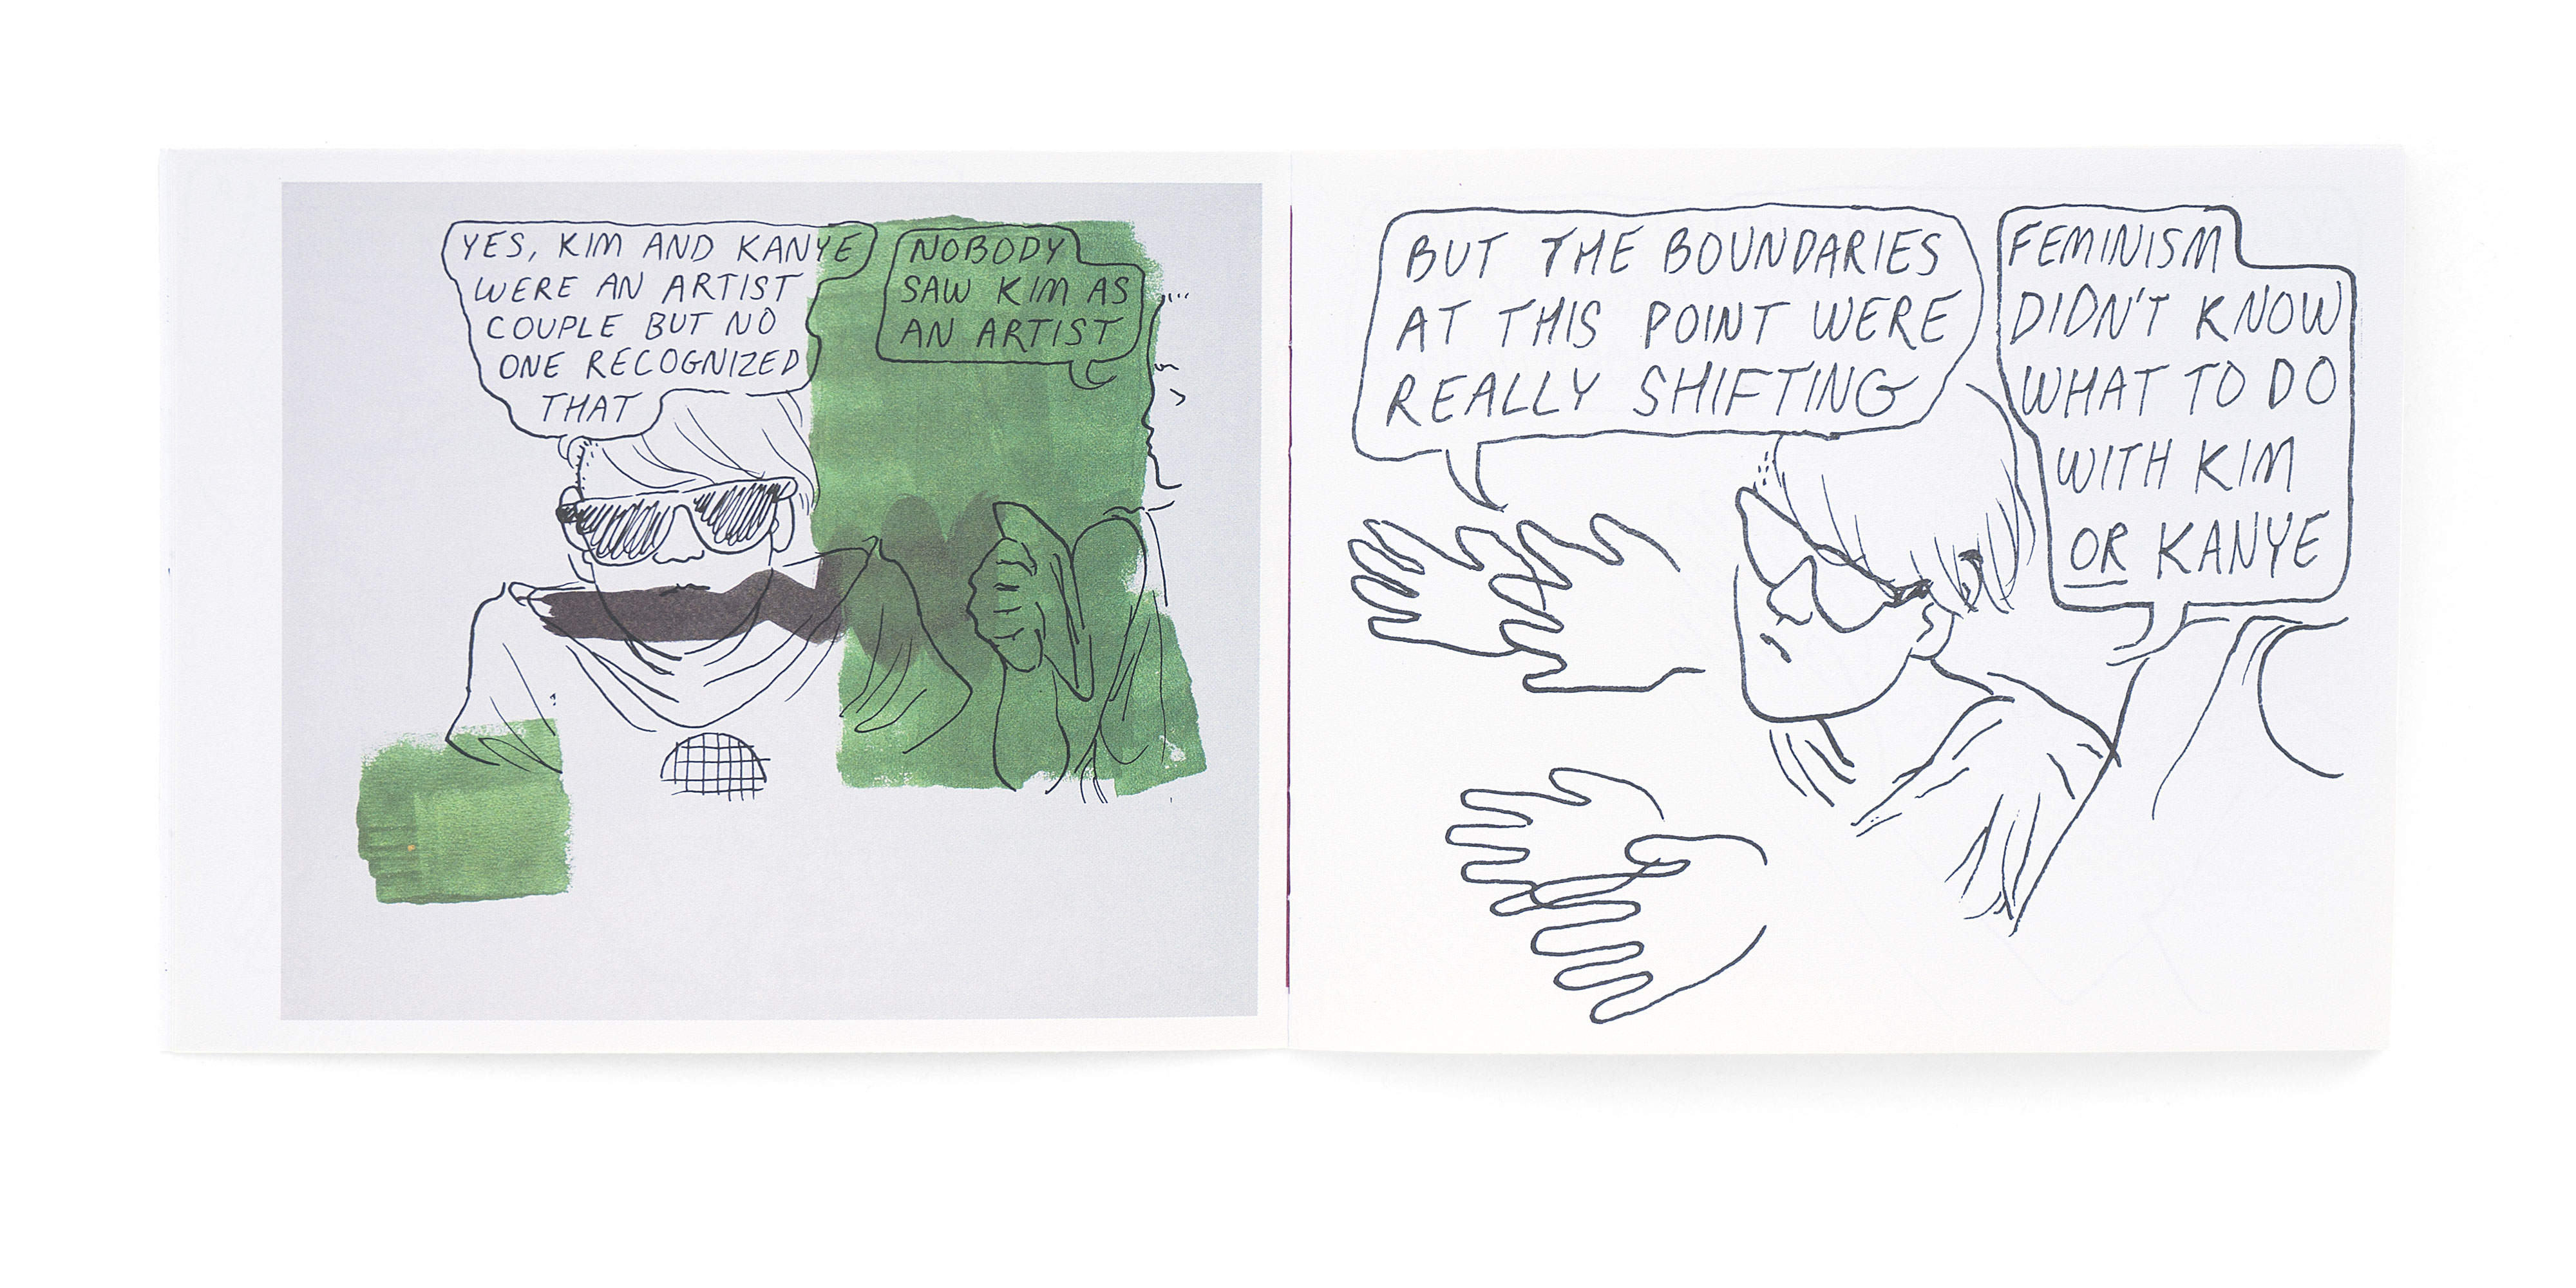 YES, KIM AND KANYE
WERE AN ARTIST
COUPLE BUT NO
ONE RECOGNIZED
THAT
NOBODY
SAW KIM AS
AN ARTIST
BUT THE BOUNDARIES
AT THIS POINT WERE
REALLY SHIFTING
FEMINISM
DIDN'T KNOW
WHAT TO DO
WITH KIM
OR KANYE